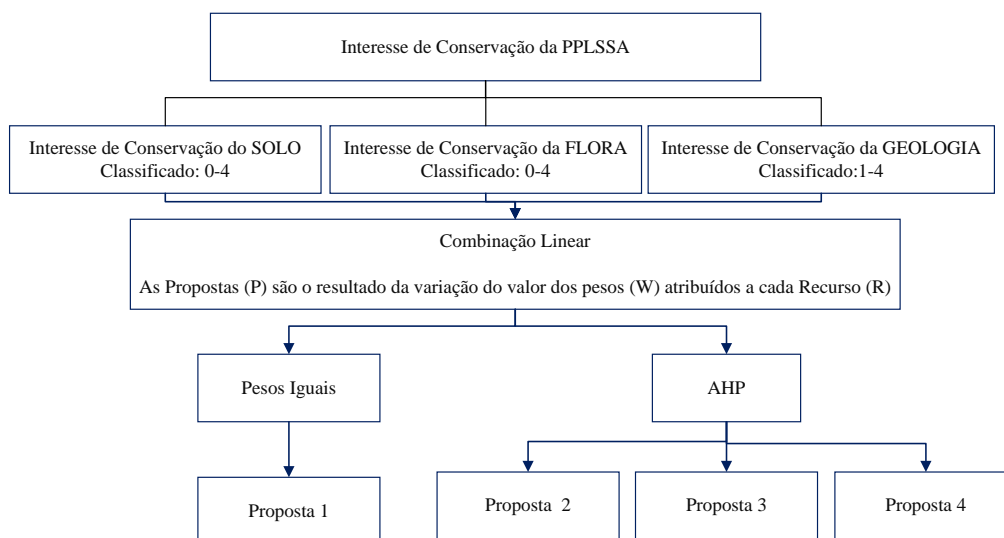 Interesse de Conservação da PPLSSA
Interesse de Conservação do SOLO
Classificado: 0-4
Interesse de Conservação da FLORA
Classificado: 0-4
Interesse de Conservação da GEOLOGIA
Classificado:1-4
Combinação Linear
As Propostas (P) são o resultado da variação do valor dos pesos (W) atribuídos a cada Recurso (R)
Pesos Iguais
AHP
Proposta 1
Proposta 2
Proposta 3
Proposta 4